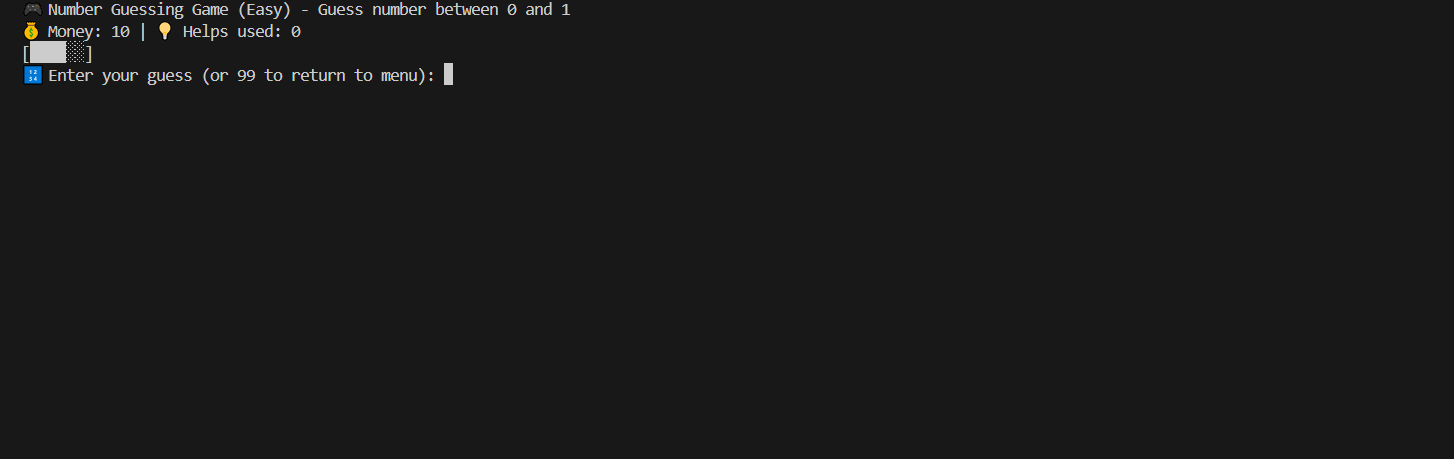 🎮 Number Guessing Game (Easy) - Guess number between 0 and 1
💰 Money: 10 | 💡 Helps used: 0
[████░░]
🔢 Enter your guess (or 99 to return to menu):